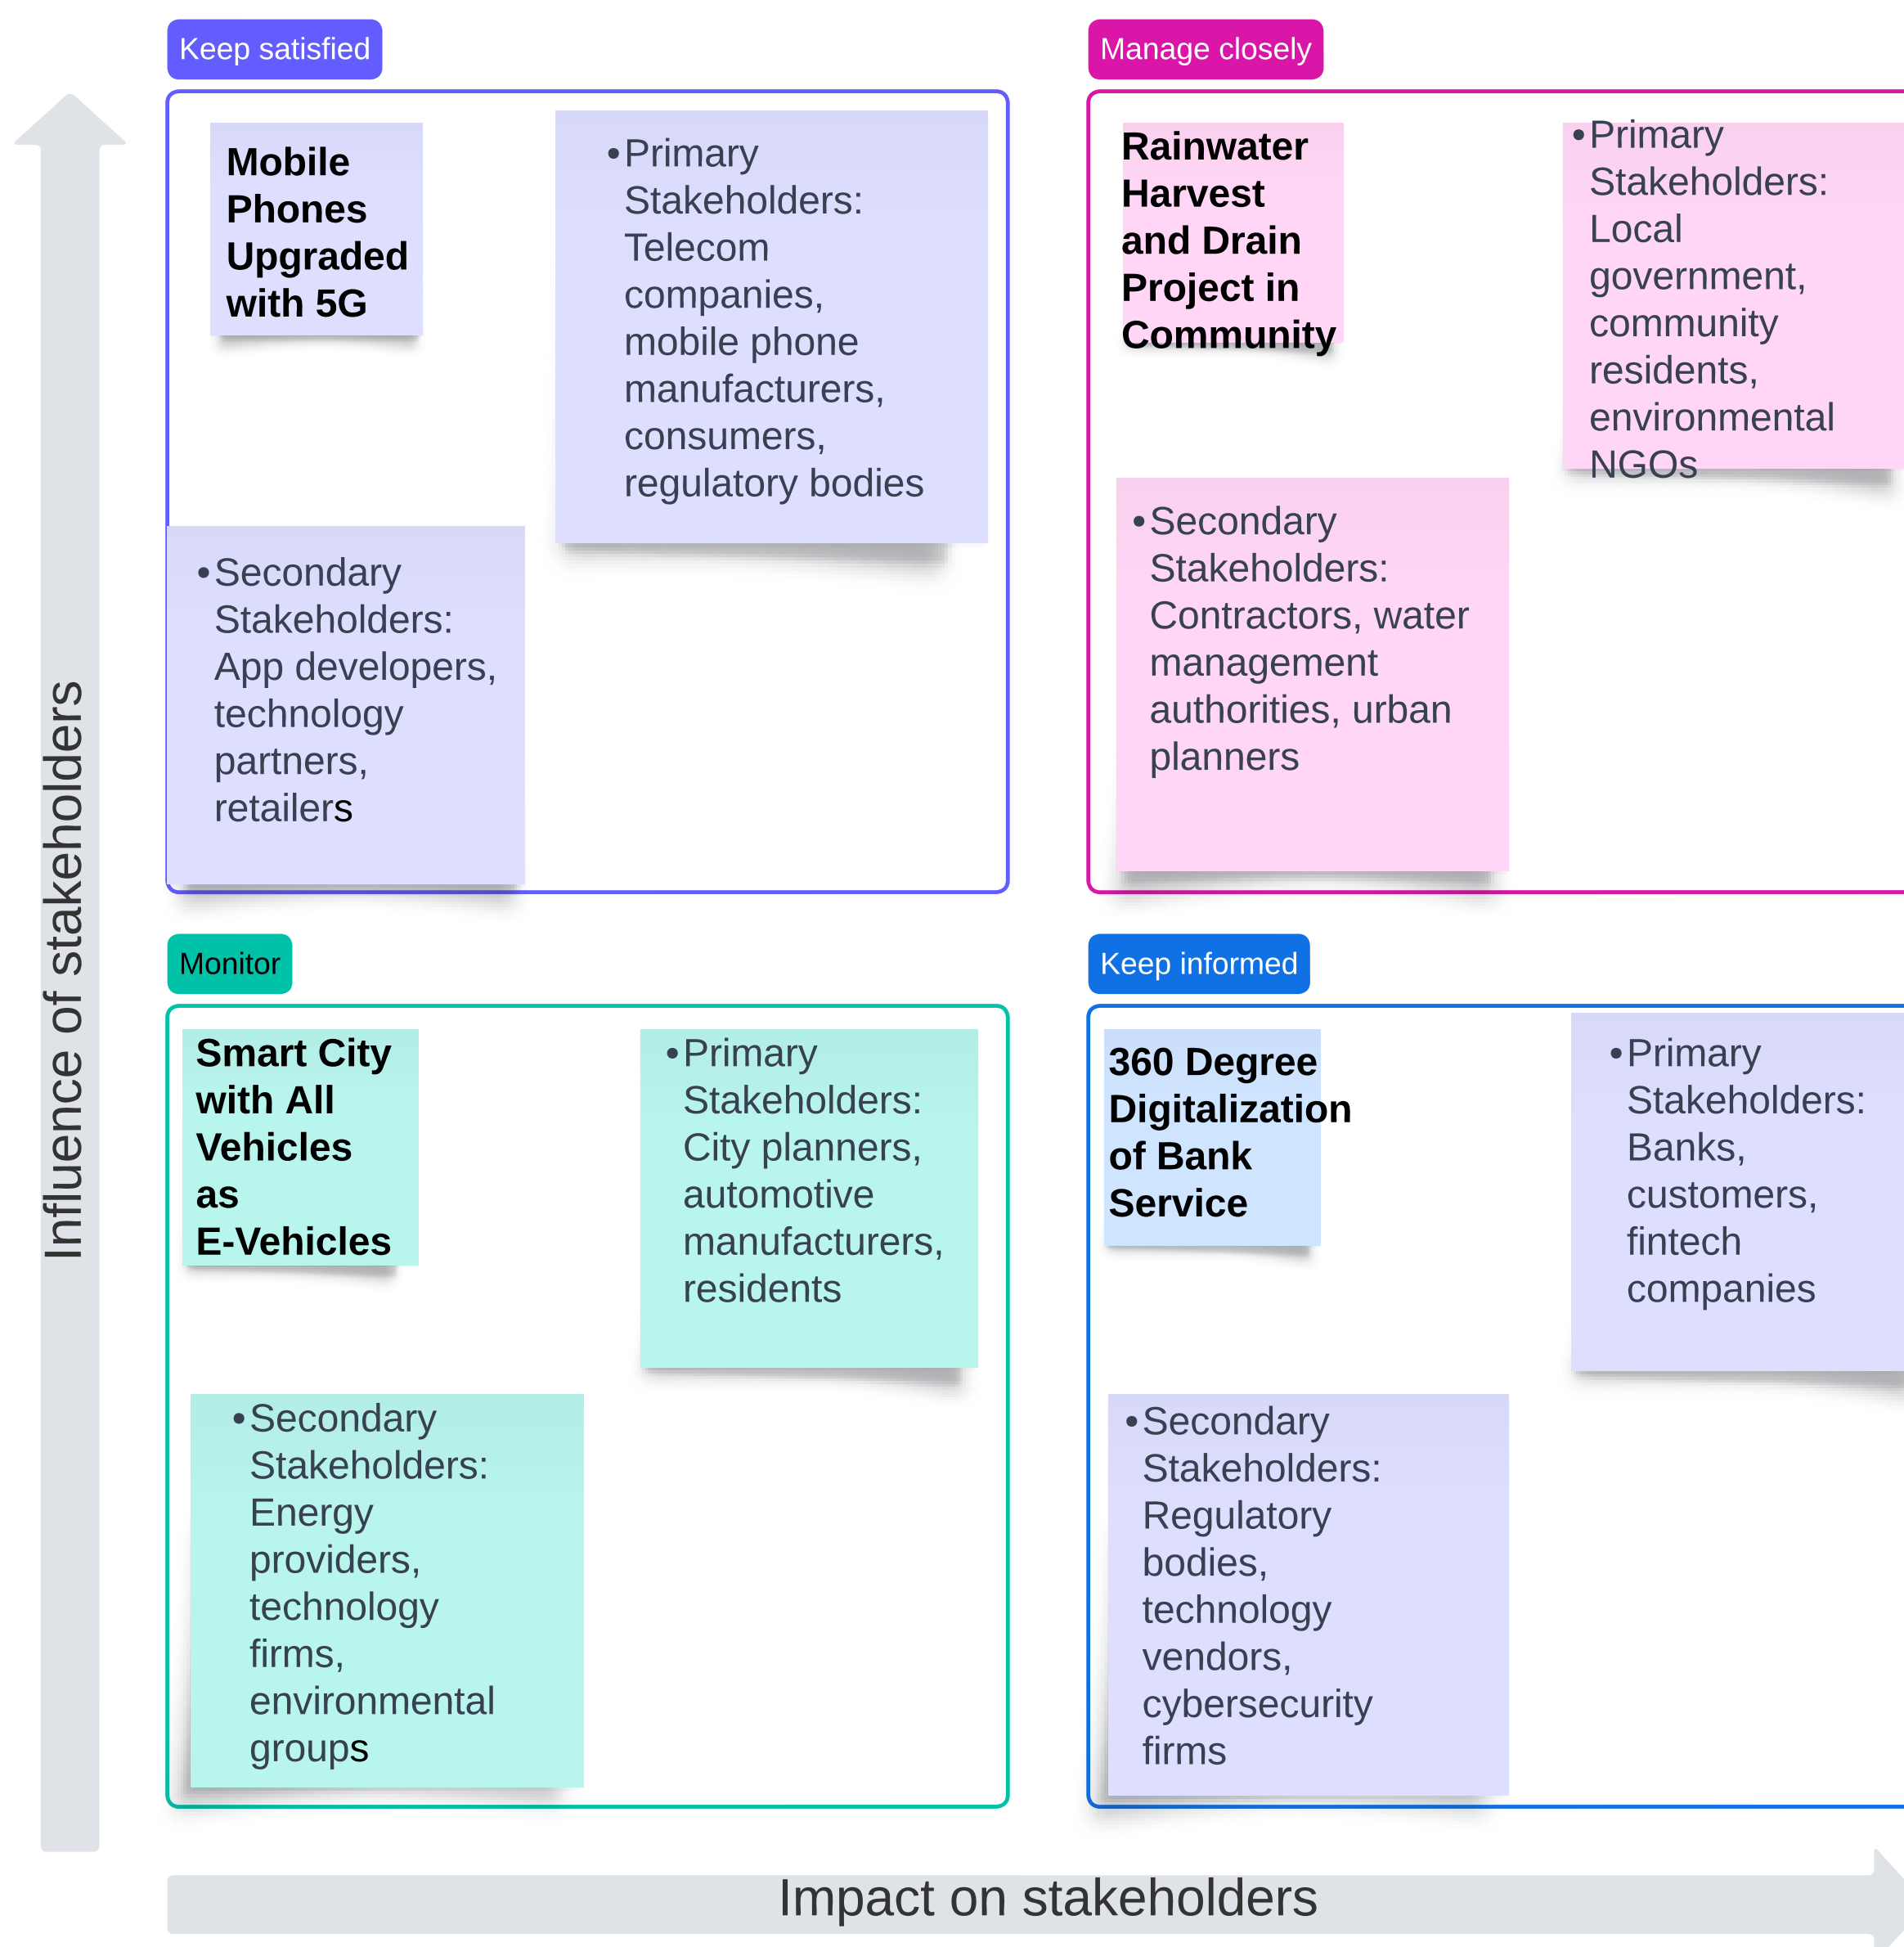 Keep satisfied
Mobile
Phones
Upgraded
with 5G
•Primary
Stakeholders:
Telecom
companies,
mobile phone
manufacturers,
consumers,
regulatory bodies
•Secondary
Stakeholders:
App developers,
technology
partners,
retailers
Manage closely
Rainwater
Harvest
and Drain
Project in
Community
•Primary
Stakeholders:
Local
government,
community
residents,
environmental
NGOs
•Secondary
Stakeholders:
Contractors, water
management
authorities, urban
planners
Influence of stakeholders
Monitor
Smart City
with All
Vehicles
as
E-Vehicles
•Primary
Stakeholders:
City planners,
automotive
manufacturers,
residents
•Secondary
Stakeholders:
Energy
providers,
technology
firms,
environmental
groups
Keep informed
360 Degree
Digitalization
of Bank
Service
•Primary
Stakeholders:
Banks,
customers,
fintech
companies
•Secondary
Stakeholders:
Regulatory
bodies,
technology
vendors,
cybersecurity
firms
Impact on stakeholders